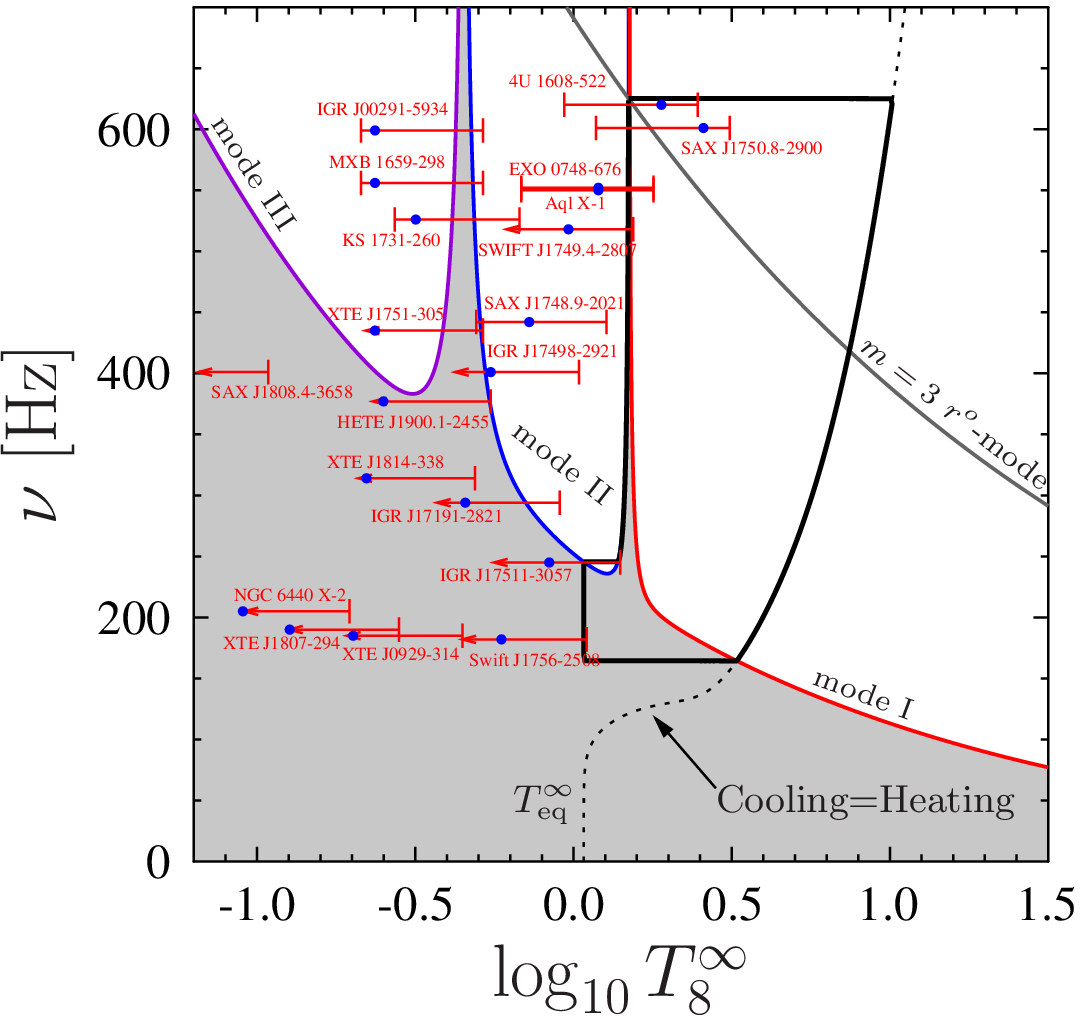 4U 1608-522
600
IGR J00291-5934
SAX J1750.8-2900
mode III
MXB 1659-298
EXO 0748-676
Aql X-1
KS 1731-260
SWIFT J1749.4-2807
XTE J1751-305
SAX J1748.9-2021
IGR J17498-2921
m = 3 r^o-mode
400
SAX J1808.4-3658
HETE J1900.1-2455
ν [Hz]
mode II
XTE J1814-338
IGR J17191-2821
IGR J17511-3057
NGC 6440 X-2
200
XTE J1807-294
XTE J0929-314
Swift J1756-2508
mode I
T_eq^∞
Cooling=Heating
0
-1.0 -0.5 0.0 0.5 1.0 1.5
log_10 T_8^∞